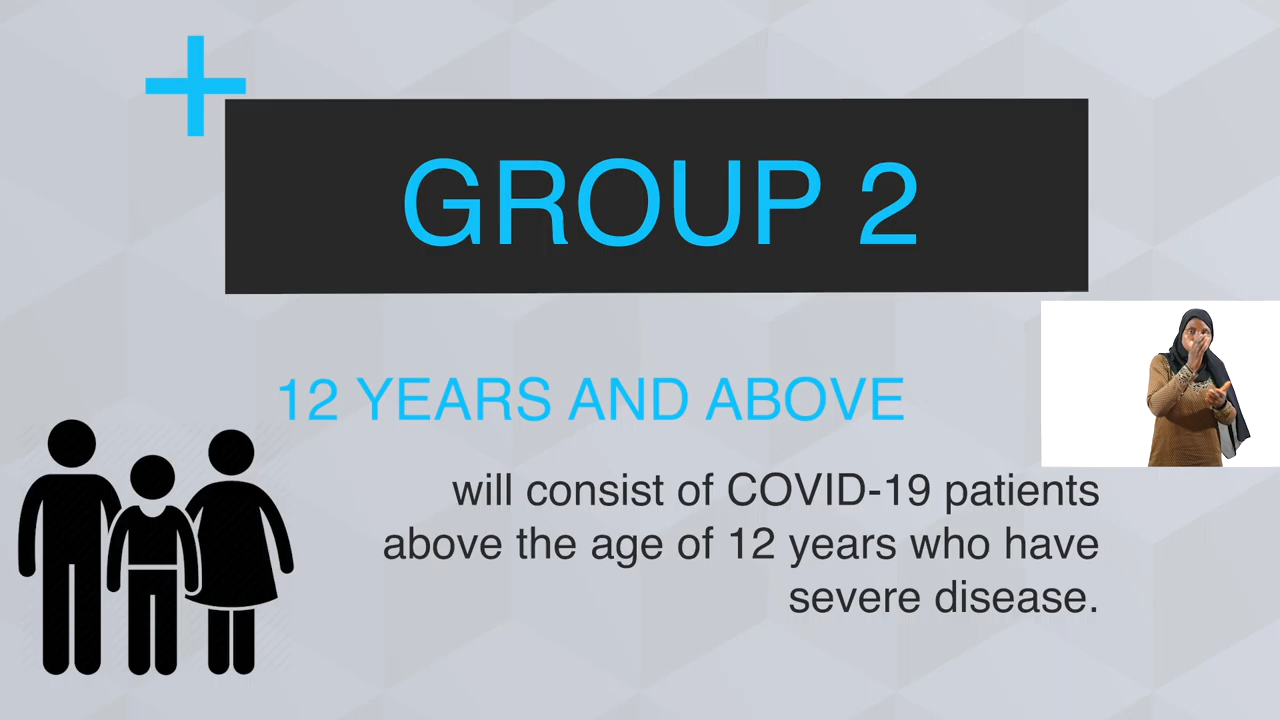 GROUP 2
12 YEARS AND ABOVE
will consist of COVID-19 patients
above the age of 12 years who have
severe disease.